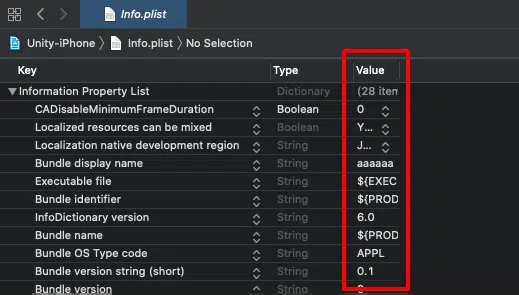 Info.plist
Unity-iPhone Info.plist No Selection
Key Type Value
Information Property List Dictionary (28 item
CADisableMinimumFrameDuration Boolean 0
Localized resources can be mixed Boolean Y...
Localization native development region String J...
Bundle display name String aaaaaa
Executable file String ${EXEC
Bundle identifier String ${PROD
InfoDictionary version String 6.0
Bundle name String ${PROD
Bundle OS Type code String APPL
Bundle version string (short) String 0.1
Bundle version String